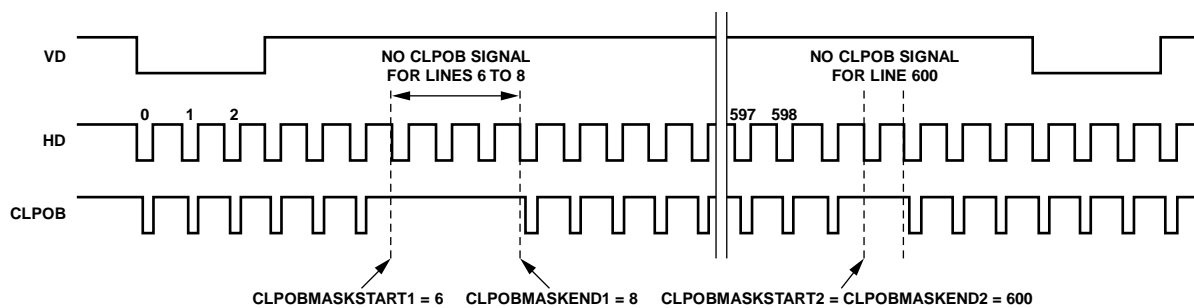 VD
NO CLPOB SIGNAL
FOR LINES 6 TO 8
NO CLPOB SIGNAL
FOR LINE 600
HD
0 1 2
597 598
CLPOB
CLPOBMASKSTART1 = 6
CLPOBMASKEND1 = 8
CLPOBMASKSTART2 = CLPOBMASKEND2 = 600